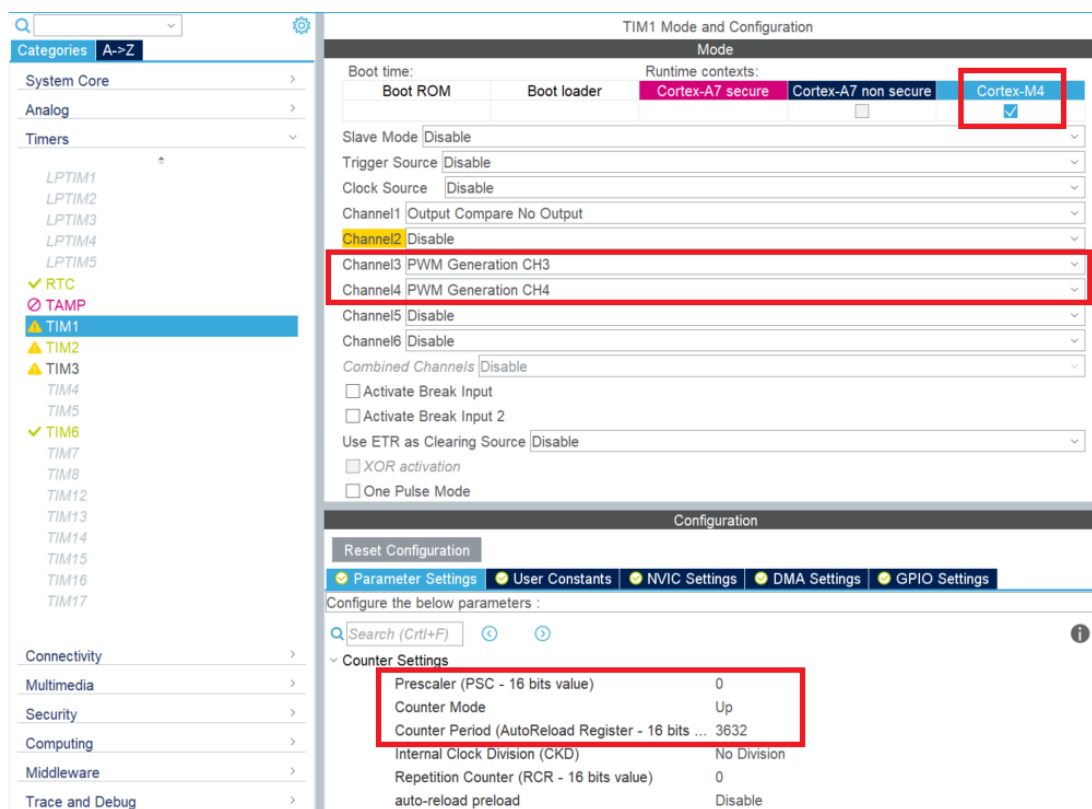 Categories A->Z
System Core
Analog
Timers
LPTIM1
LPTIM2
LPTIM3
LPTIM4
LPTIM5
RTC
TAMP
TIM1
TIM2
TIM3
TIM4
TIM5
TIM6
TIM7
TIM8
TIM12
TIM13
TIM14
TIM15
TIM16
TIM17
Connectivity
Multimedia
Security
Computing
Middleware
Trace and Debug
TIM1 Mode and Configuration
Mode
Boot time: Runtime contexts:
Boot ROM Boot loader Cortex-A7 secure Cortex-A7 non secure Cortex-M4
Slave Mode Disable
Trigger Source Disable
Clock Source Disable
Channel1 Output Compare No Output
Channel2 Disable
Channel3 PWM Generation CH3
Channel4 PWM Generation CH4
Channel5 Disable
Channel6 Disable
Combined Channels Disable
Activate Break Input
Activate Break Input 2
Use ETR as Clearing Source Disable
XOR activation
One Pulse Mode
Configuration
Reset Configuration
Parameter Settings User Constants NVIC Settings DMA Settings GPIO Settings
Configure the below parameters :
Search (Crtl+F)
Counter Settings
Prescaler (PSC - 16 bits value) 0
Counter Mode Up
Counter Period (AutoReload Register - 16 bits ... 3632
Internal Clock Division (CKD) No Division
Repetition Counter (RCR - 16 bits value) 0
auto-reload preload Disable